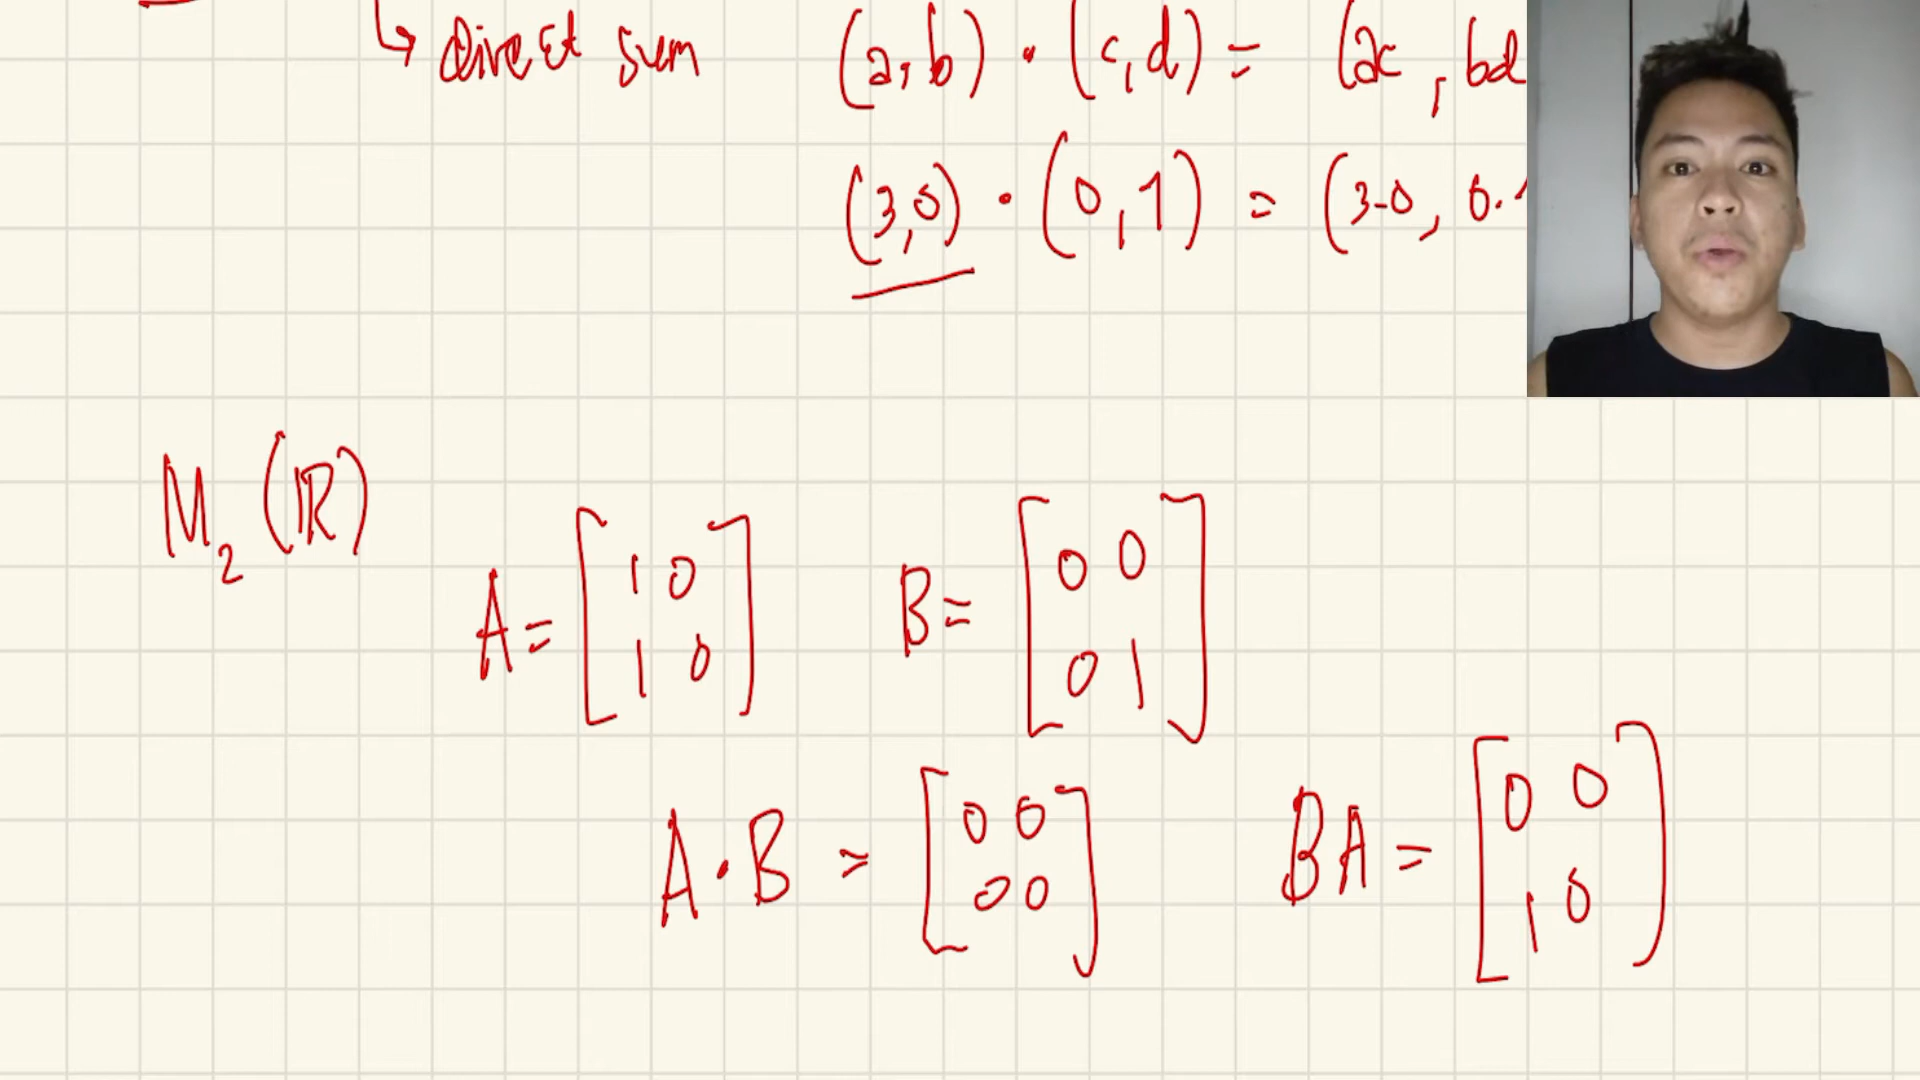 ↳ direct sum (a,b) · (c,d) = (ac, bd
(3,0) · (0,1) = (3·0, 0·1
M₂(ℝ)
A = [1 0; 1 0] B = [0 0; 0 1]
A·B = [0 0; 0 0] BA = [0 0; 1 0]